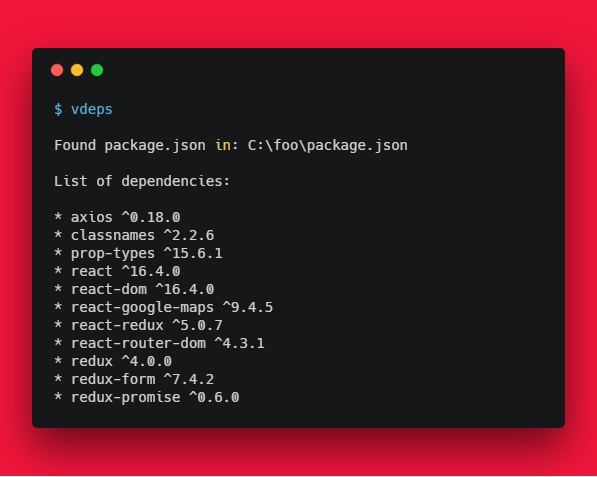 $ vdeps
Found package.json in: C:\foo\package.json
List of dependencies:
* axios ^0.18.0
* classnames ^2.2.6
* prop-types ^15.6.1
* react ^16.4.0
* react-dom ^16.4.0
* react-google-maps ^9.4.5
* react-redux ^5.0.7
* react-router-dom ^4.3.1
* redux ^4.0.0
* redux-form ^7.4.2
* redux-promise ^0.6.0